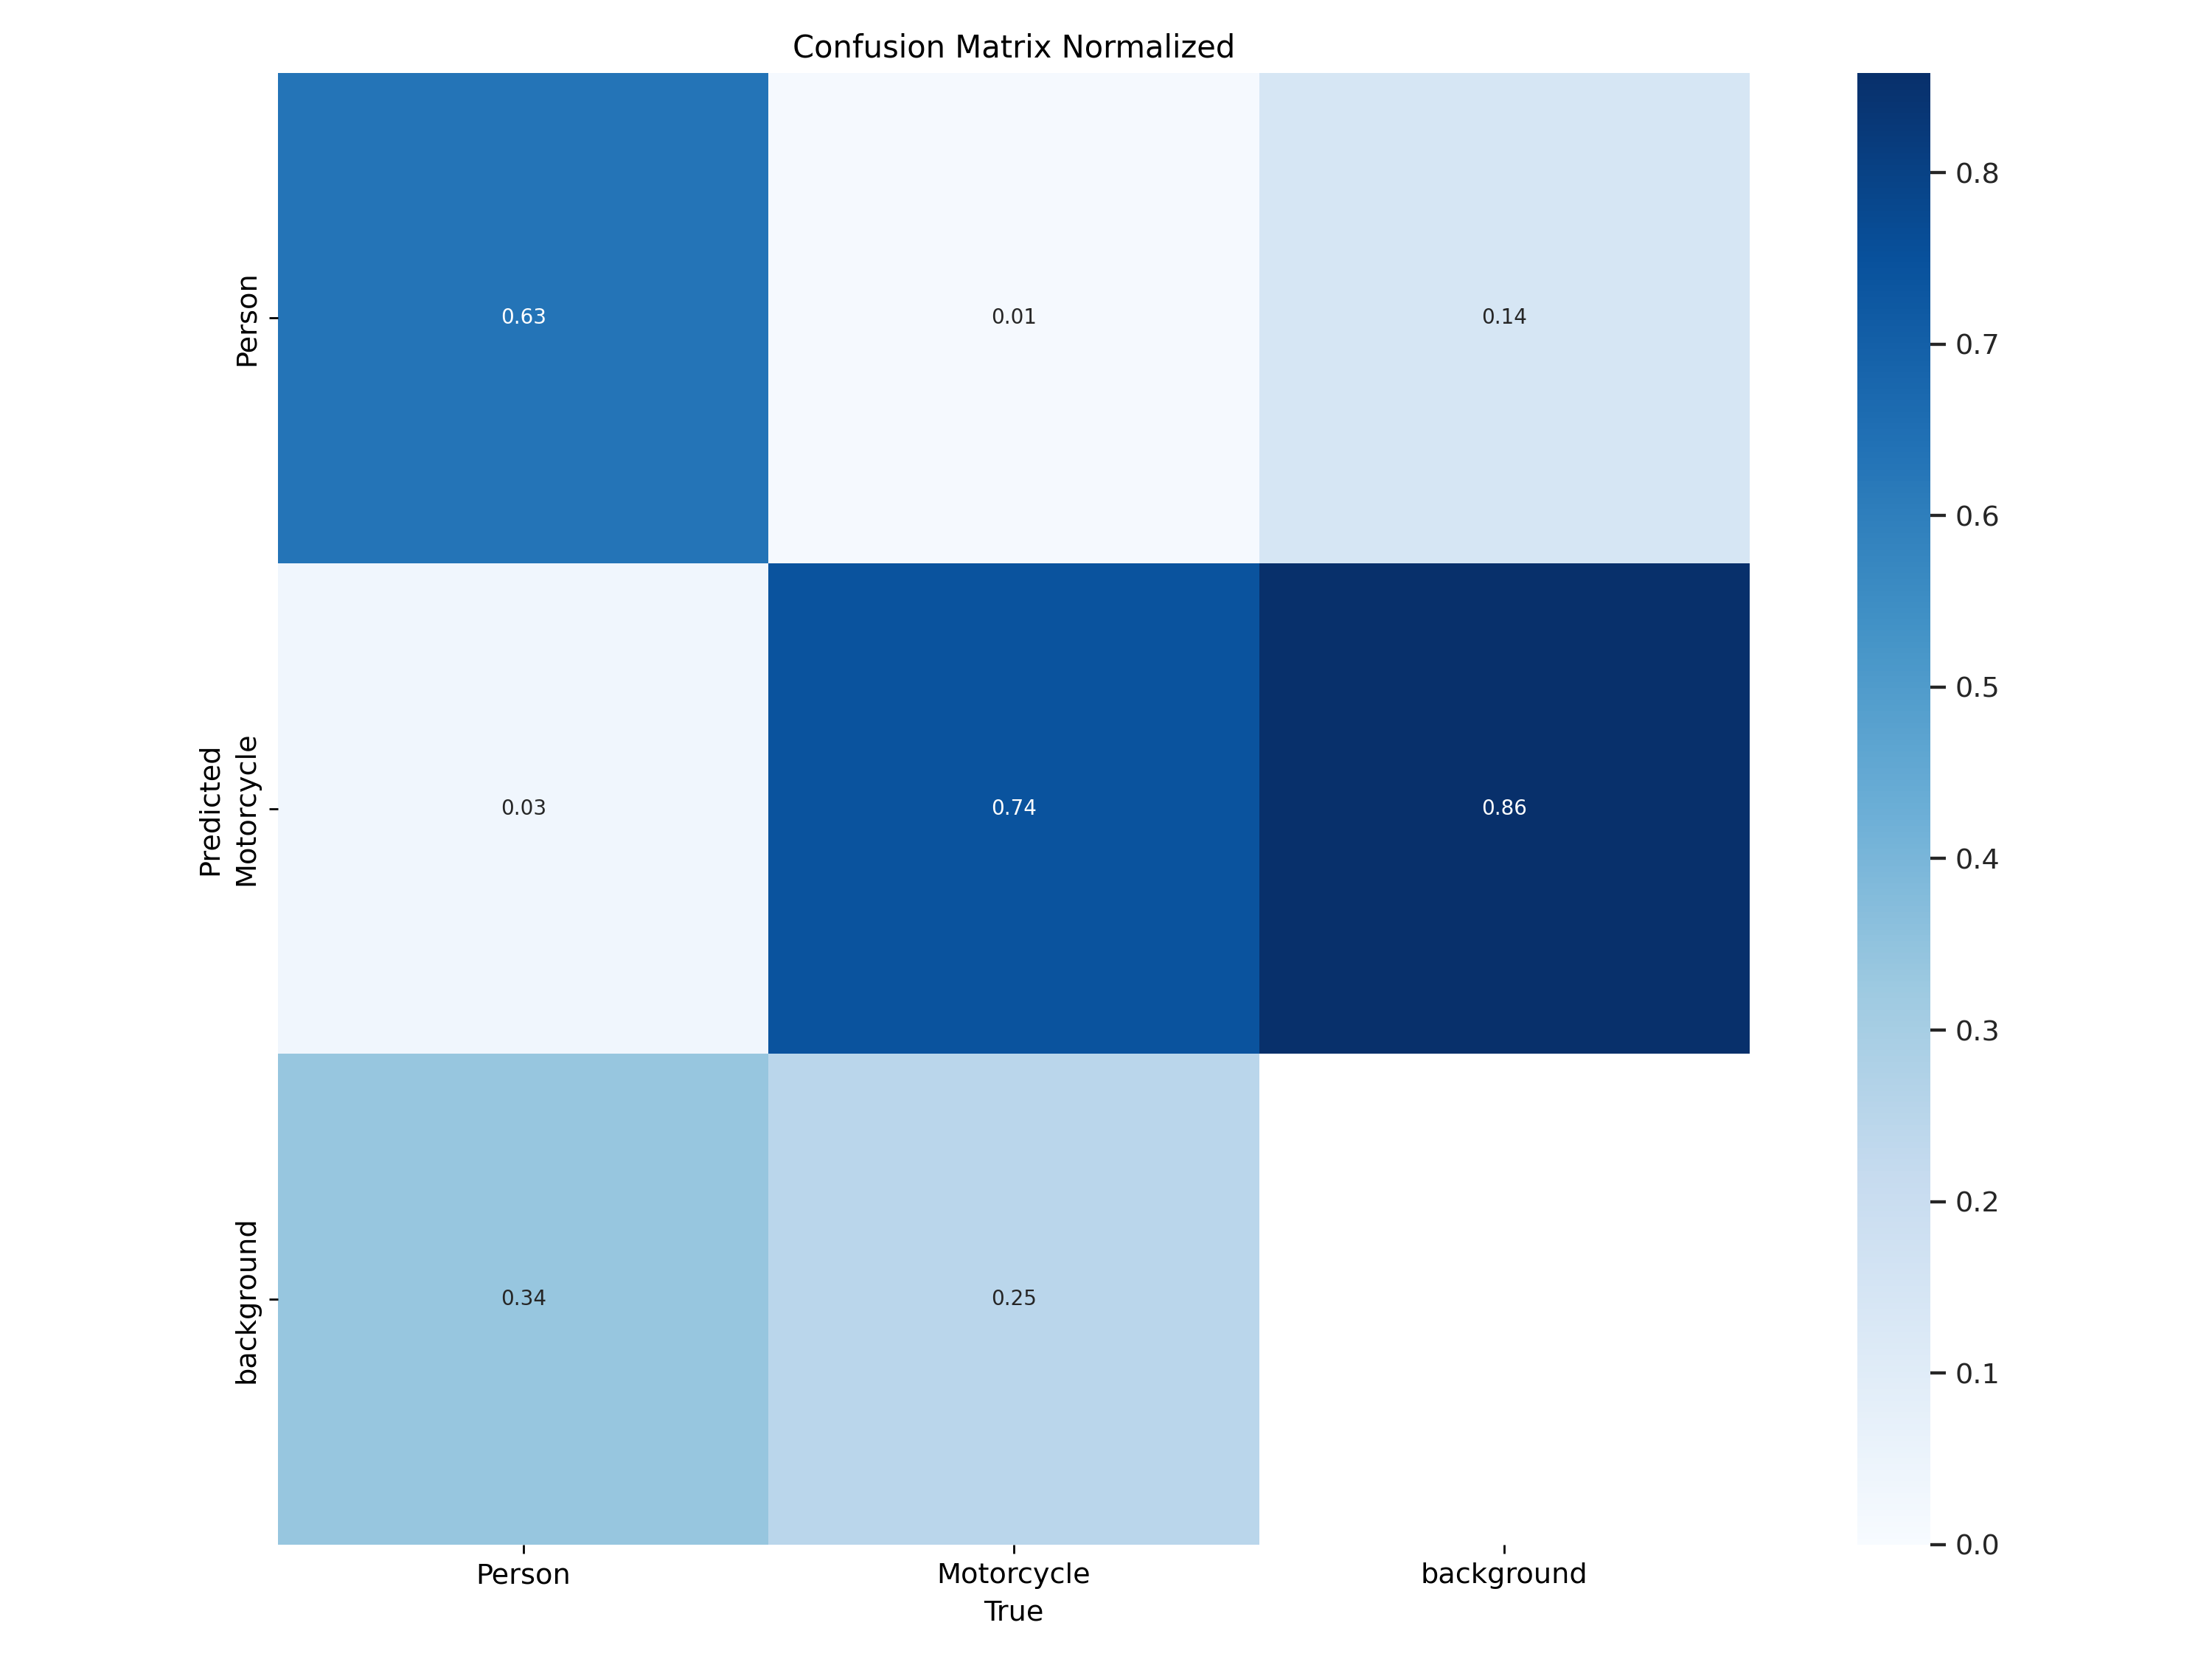 Confusion Matrix Normalized
Person
0.63
0.01
0.14
Predicted
Motorcycle
0.03
0.74
0.86
background
0.34
0.25
Person
Motorcycle
background
True
0.8
0.7
0.6
0.5
0.4
0.3
0.2
0.1
0.0